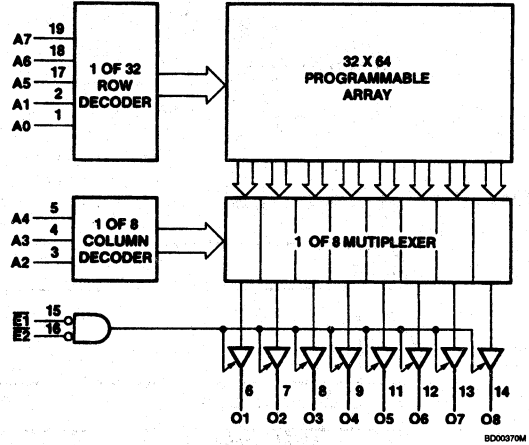 A7 19
A6 18
A5 17
A1 2
A0 1
1 OF 32
ROW
DECODER
32 X 64
PROGRAMMABLE
ARRAY
A4 5
A3 4
A2 3
1 OF 8
COLUMN
DECODER
1 OF 8 MUTIPLEXER
E1 15
E2 16
6 7 8 9 11 12 13 14
O1 O2 O3 O4 O5 O6 O7 O8
BD00370M